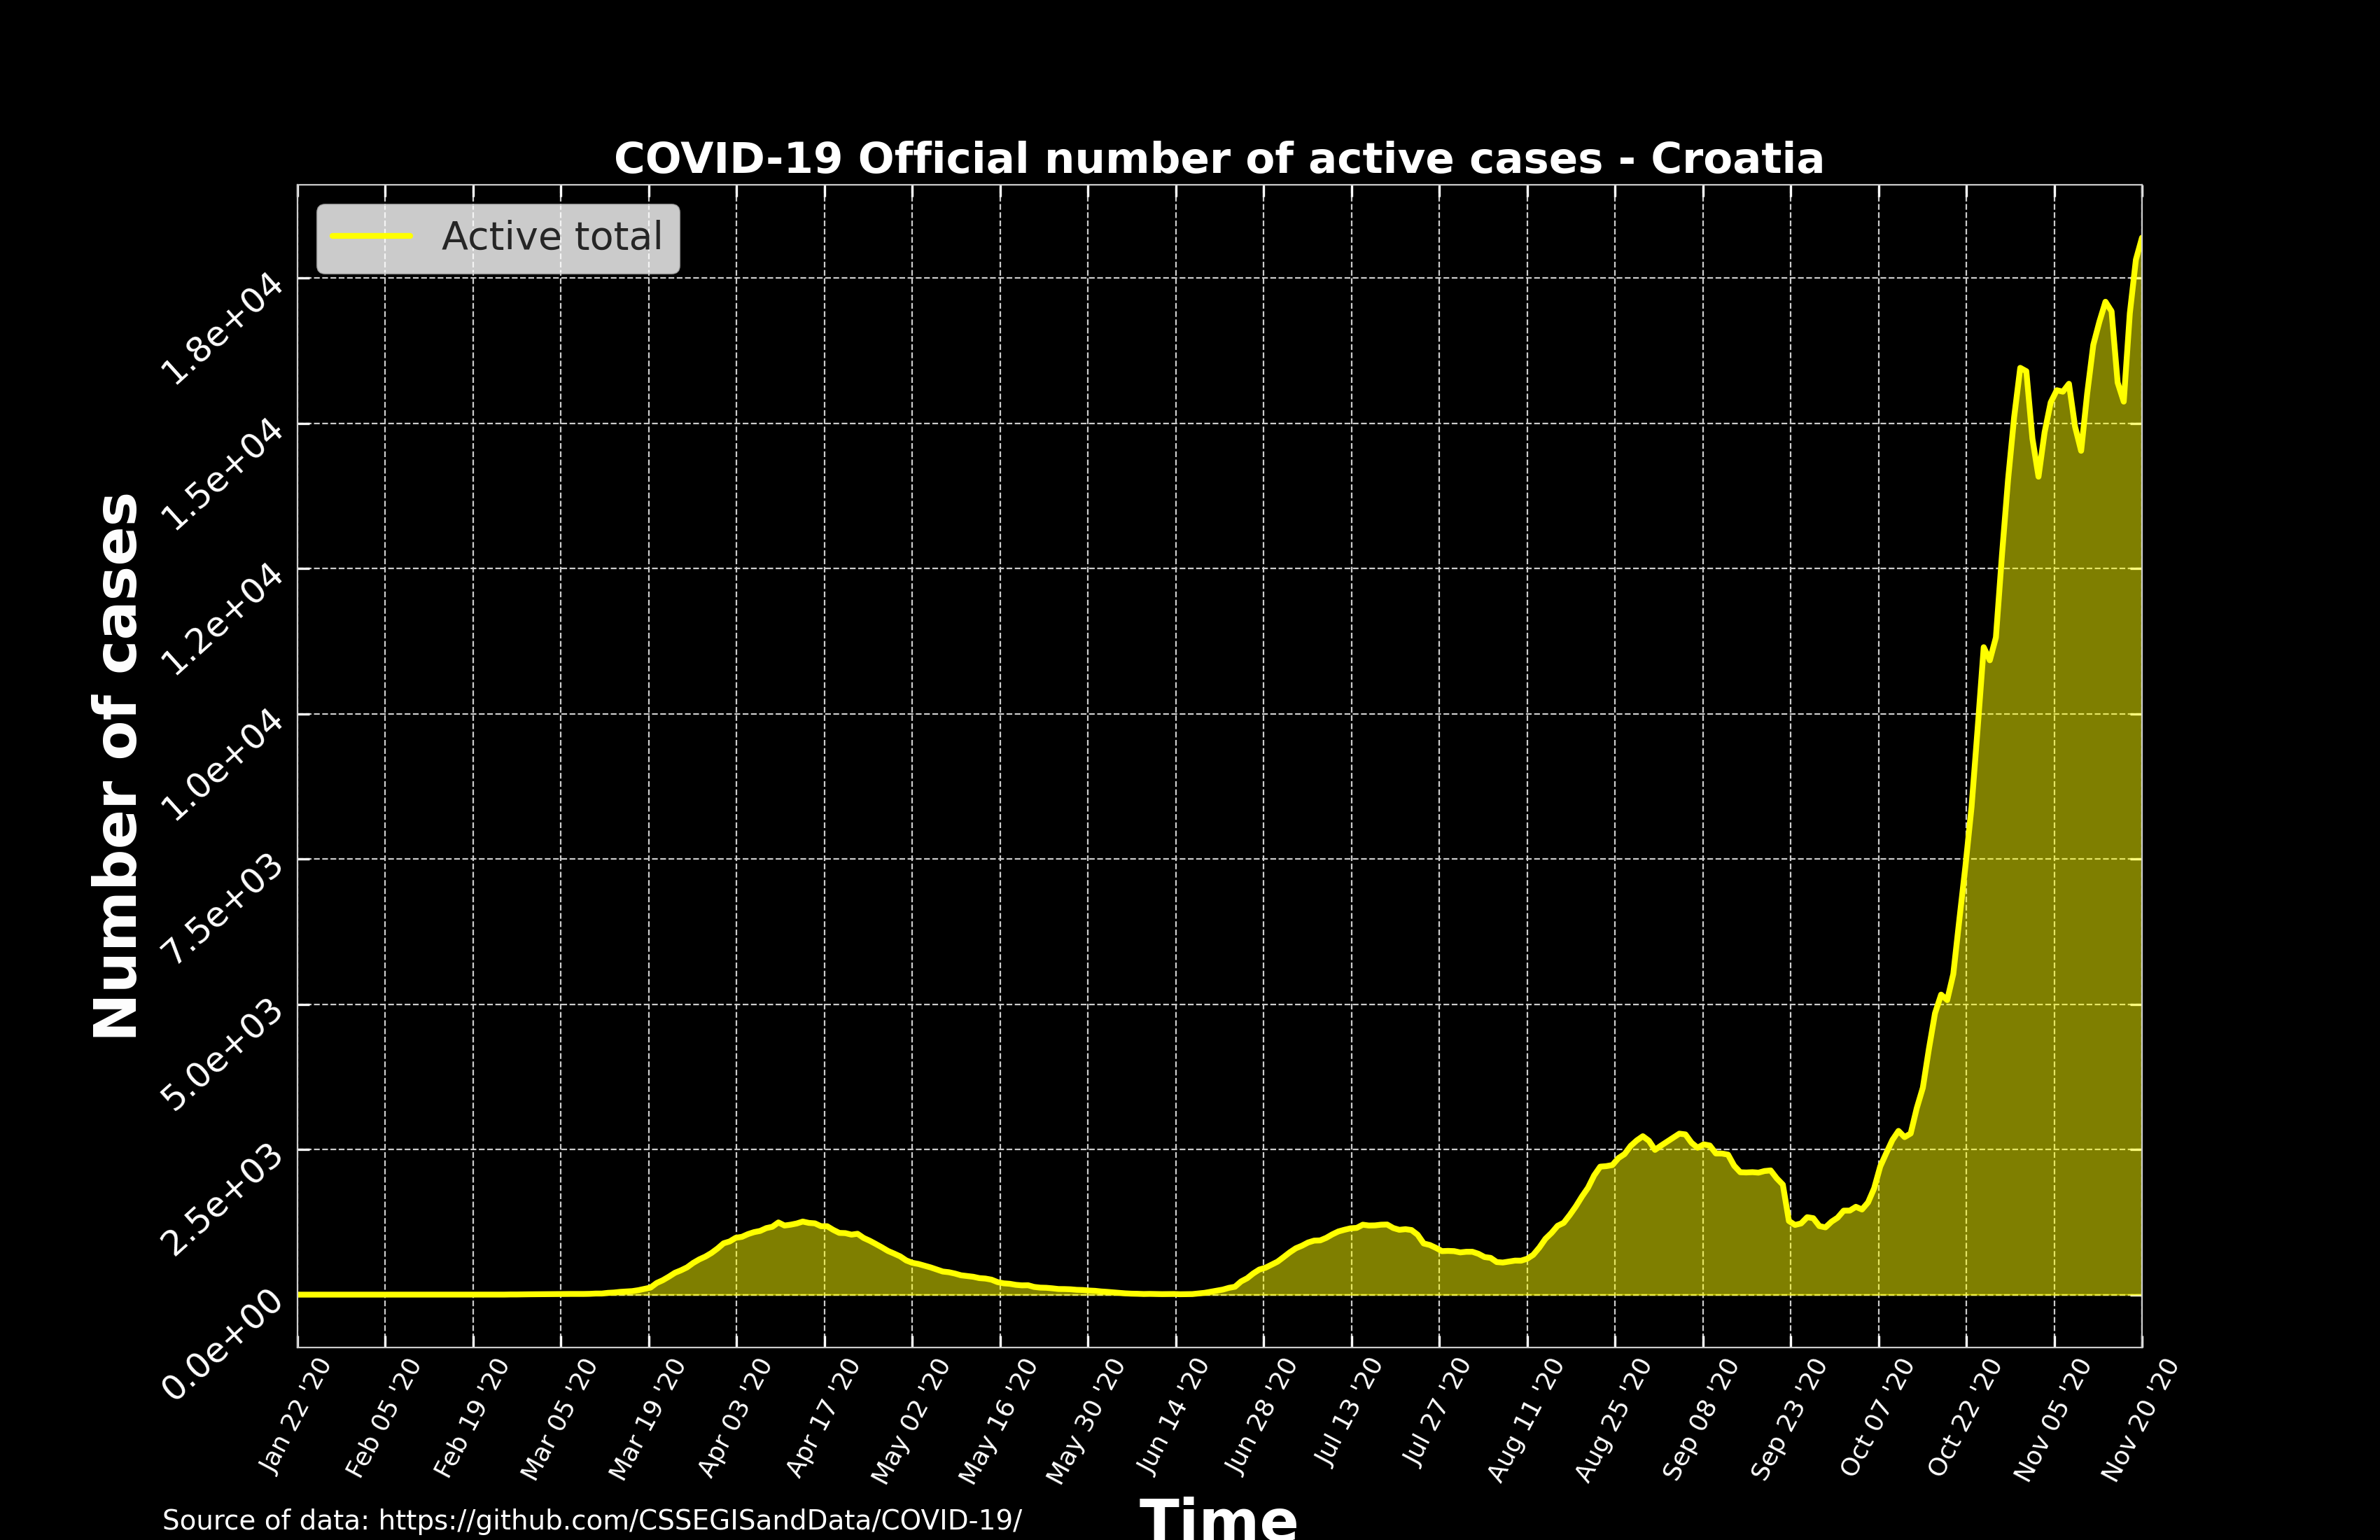 COVID-19 Official number of active cases - Croatia
Active total
Number of cases
1.8e+04
1.5e+04
1.2e+04
1.0e+04
7.5e+03
5.0e+03
2.5e+03
0.0e+00
Jan 22 '20
Feb 05 '20
Feb 19 '20
Mar 05 '20
Mar 19 '20
Apr 03 '20
Apr 17 '20
May 02 '20
May 16 '20
May 30 '20
Jun 14 '20
Jun 28 '20
Jul 13 '20
Jul 27 '20
Aug 11 '20
Aug 25 '20
Sep 08 '20
Sep 23 '20
Oct 07 '20
Oct 22 '20
Nov 05 '20
Nov 20 '20
Time
Source of data: https://github.com/CSSEGISandData/COVID-19/